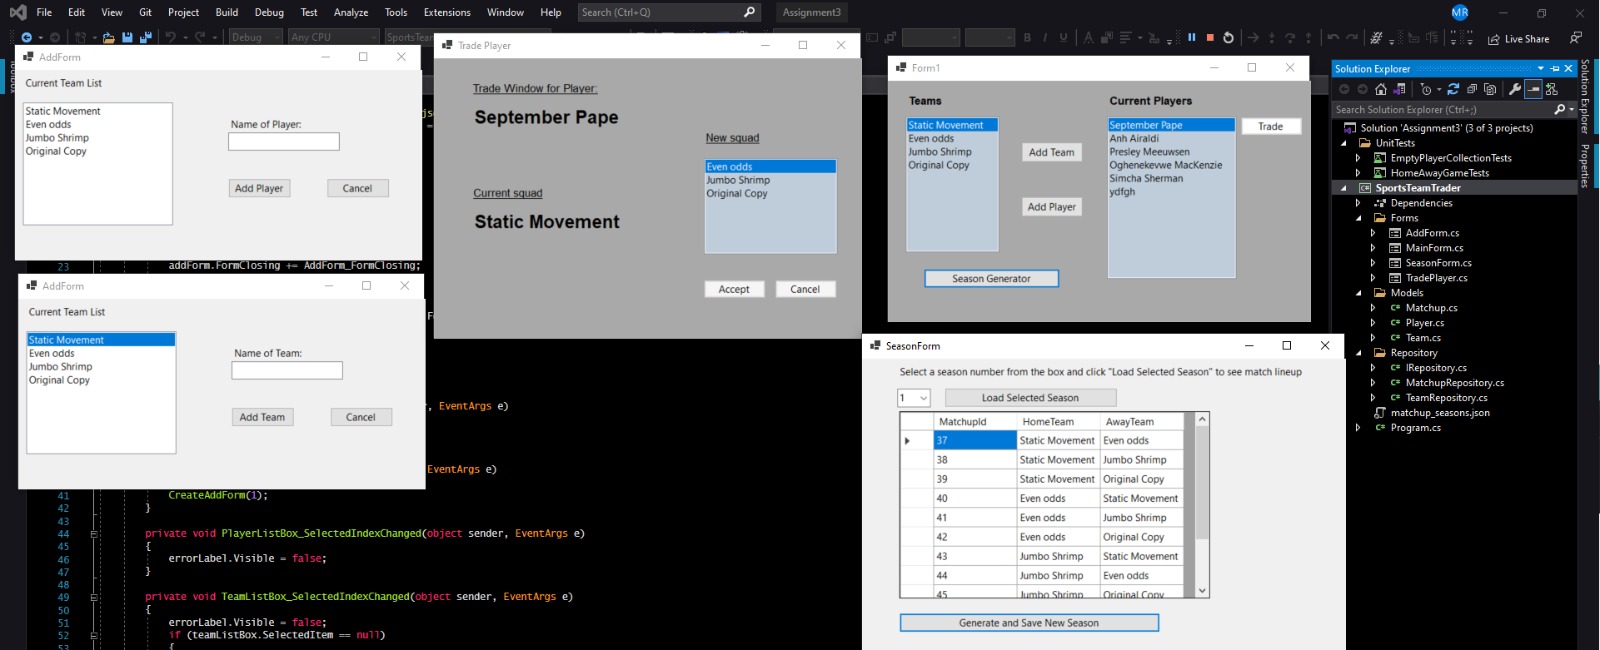 File Edit View Git Project Build Debug Test Analyze Tools Extensions Window Help Search (Ctrl+Q) Assignment3 MR
Debug Any CPU SportsTeam Live Share
AddForm
Current Team List
Static Movement
Even odds
Jumbo Shrimp
Original Copy
Name of Player:
Add Player Cancel
23 addForm.FormClosing += AddForm_FormClosing;
AddForm
Current Team List
Static Movement
Even odds
Jumbo Shrimp
Original Copy
Name of Team:
Add Team Cancel
, EventArgs e)
EventArgs e)
41 CreateAddForm(1);
42 }
43
44 private void PlayerListBox_SelectedIndexChanged(object sender, EventArgs e)
45 {
46 errorLabel.Visible = false;
47 }
48
49 private void TeamListBox_SelectedIndexChanged(object sender, EventArgs e)
50 {
51 errorLabel.Visible = false;
52 if (teamListBox.SelectedItem == null)
53 {
Trade Player
Trade Window for Player:
September Pape
New squad
Even odds
Jumbo Shrimp
Original Copy
Current squad
Static Movement
Accept Cancel
Form1
Teams
Static Movement
Even odds
Jumbo Shrimp
Original Copy
Add Team
Add Player
Season Generator
Current Players
September Pape
Anh Airaldi
Presley Meeuwsen
Oghenekevwe MacKenzie
Simcha Sherman
ydfgh
Trade
SeasonForm
Select a season number from the box and click "Load Selected Season" to see match lineup
1 Load Selected Season
MatchupId HomeTeam AwayTeam
37 Static Movement Even odds
38 Static Movement Jumbo Shrimp
39 Static Movement Original Copy
40 Even odds Static Movement
41 Even odds Jumbo Shrimp
42 Even odds Original Copy
43 Jumbo Shrimp Static Movement
44 Jumbo Shrimp Even odds
45 Jumbo Shrimp Original Copy
Generate and Save New Season
Solution Explorer
Search Solution Explorer (Ctrl+;)
Solution 'Assignment3' (3 of 3 projects)
UnitTests
EmptyPlayerCollectionTests
HomeAwayGameTests
SportsTeamTrader
Dependencies
Forms
AddForm.cs
MainForm.cs
SeasonForm.cs
TradePlayer.cs
Models
Matchup.cs
Player.cs
Team.cs
Repository
IRepository.cs
MatchupRepository.cs
TeamRepository.cs
matchup_seasons.json
Program.cs
Solution Explorer
Properties